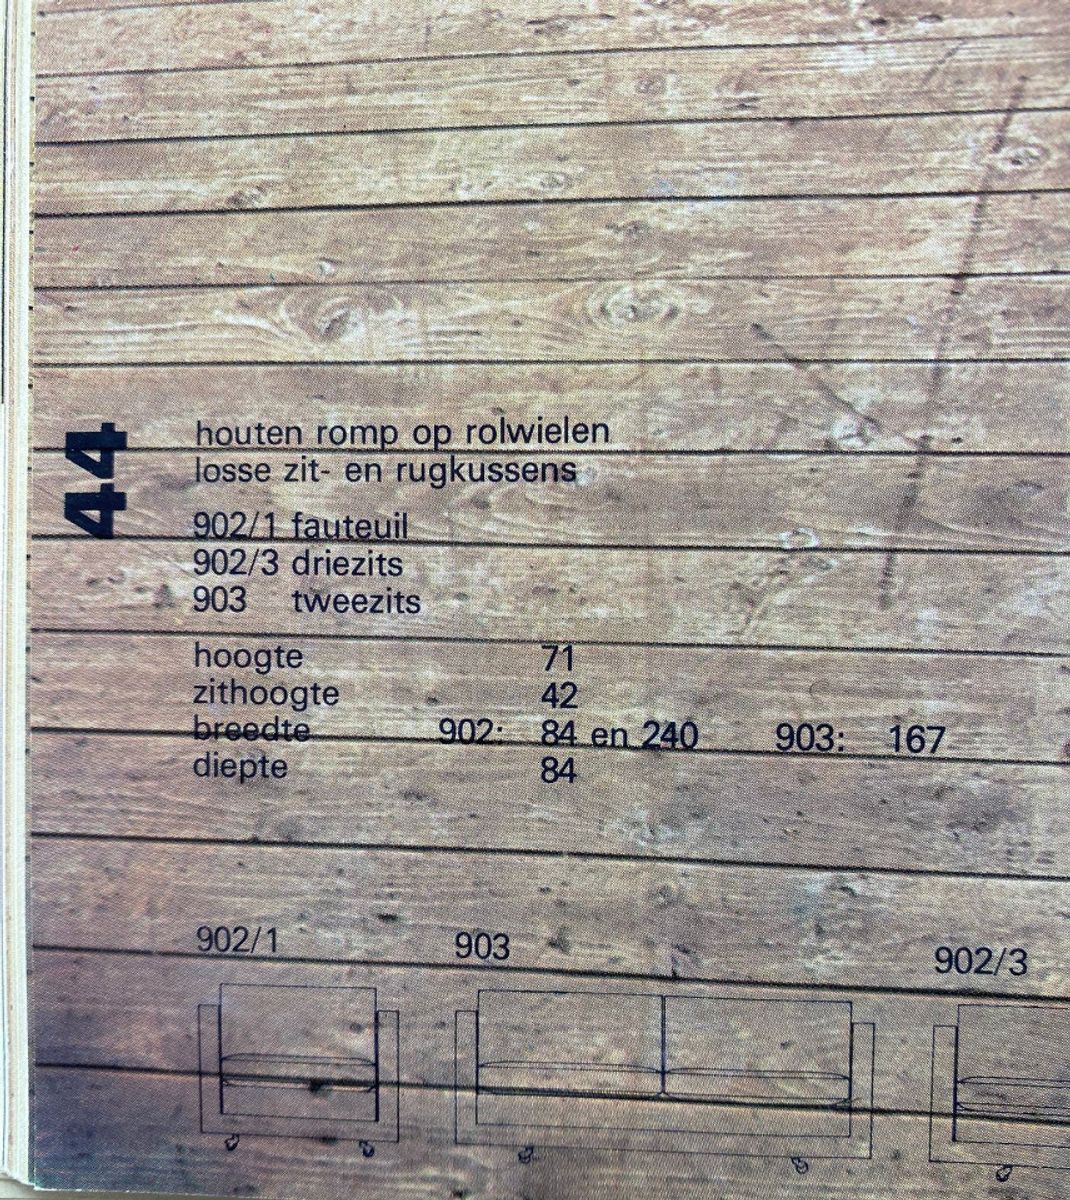 44
houten romp op rolwielen
losse zit- en rugkussens
902/1 fauteuil
902/3 driezits
903 tweezits
hoogte 71
zithoogte 42
breedte 902: 84 en 240 903: 167
diepte 84
902/1 903 902/3